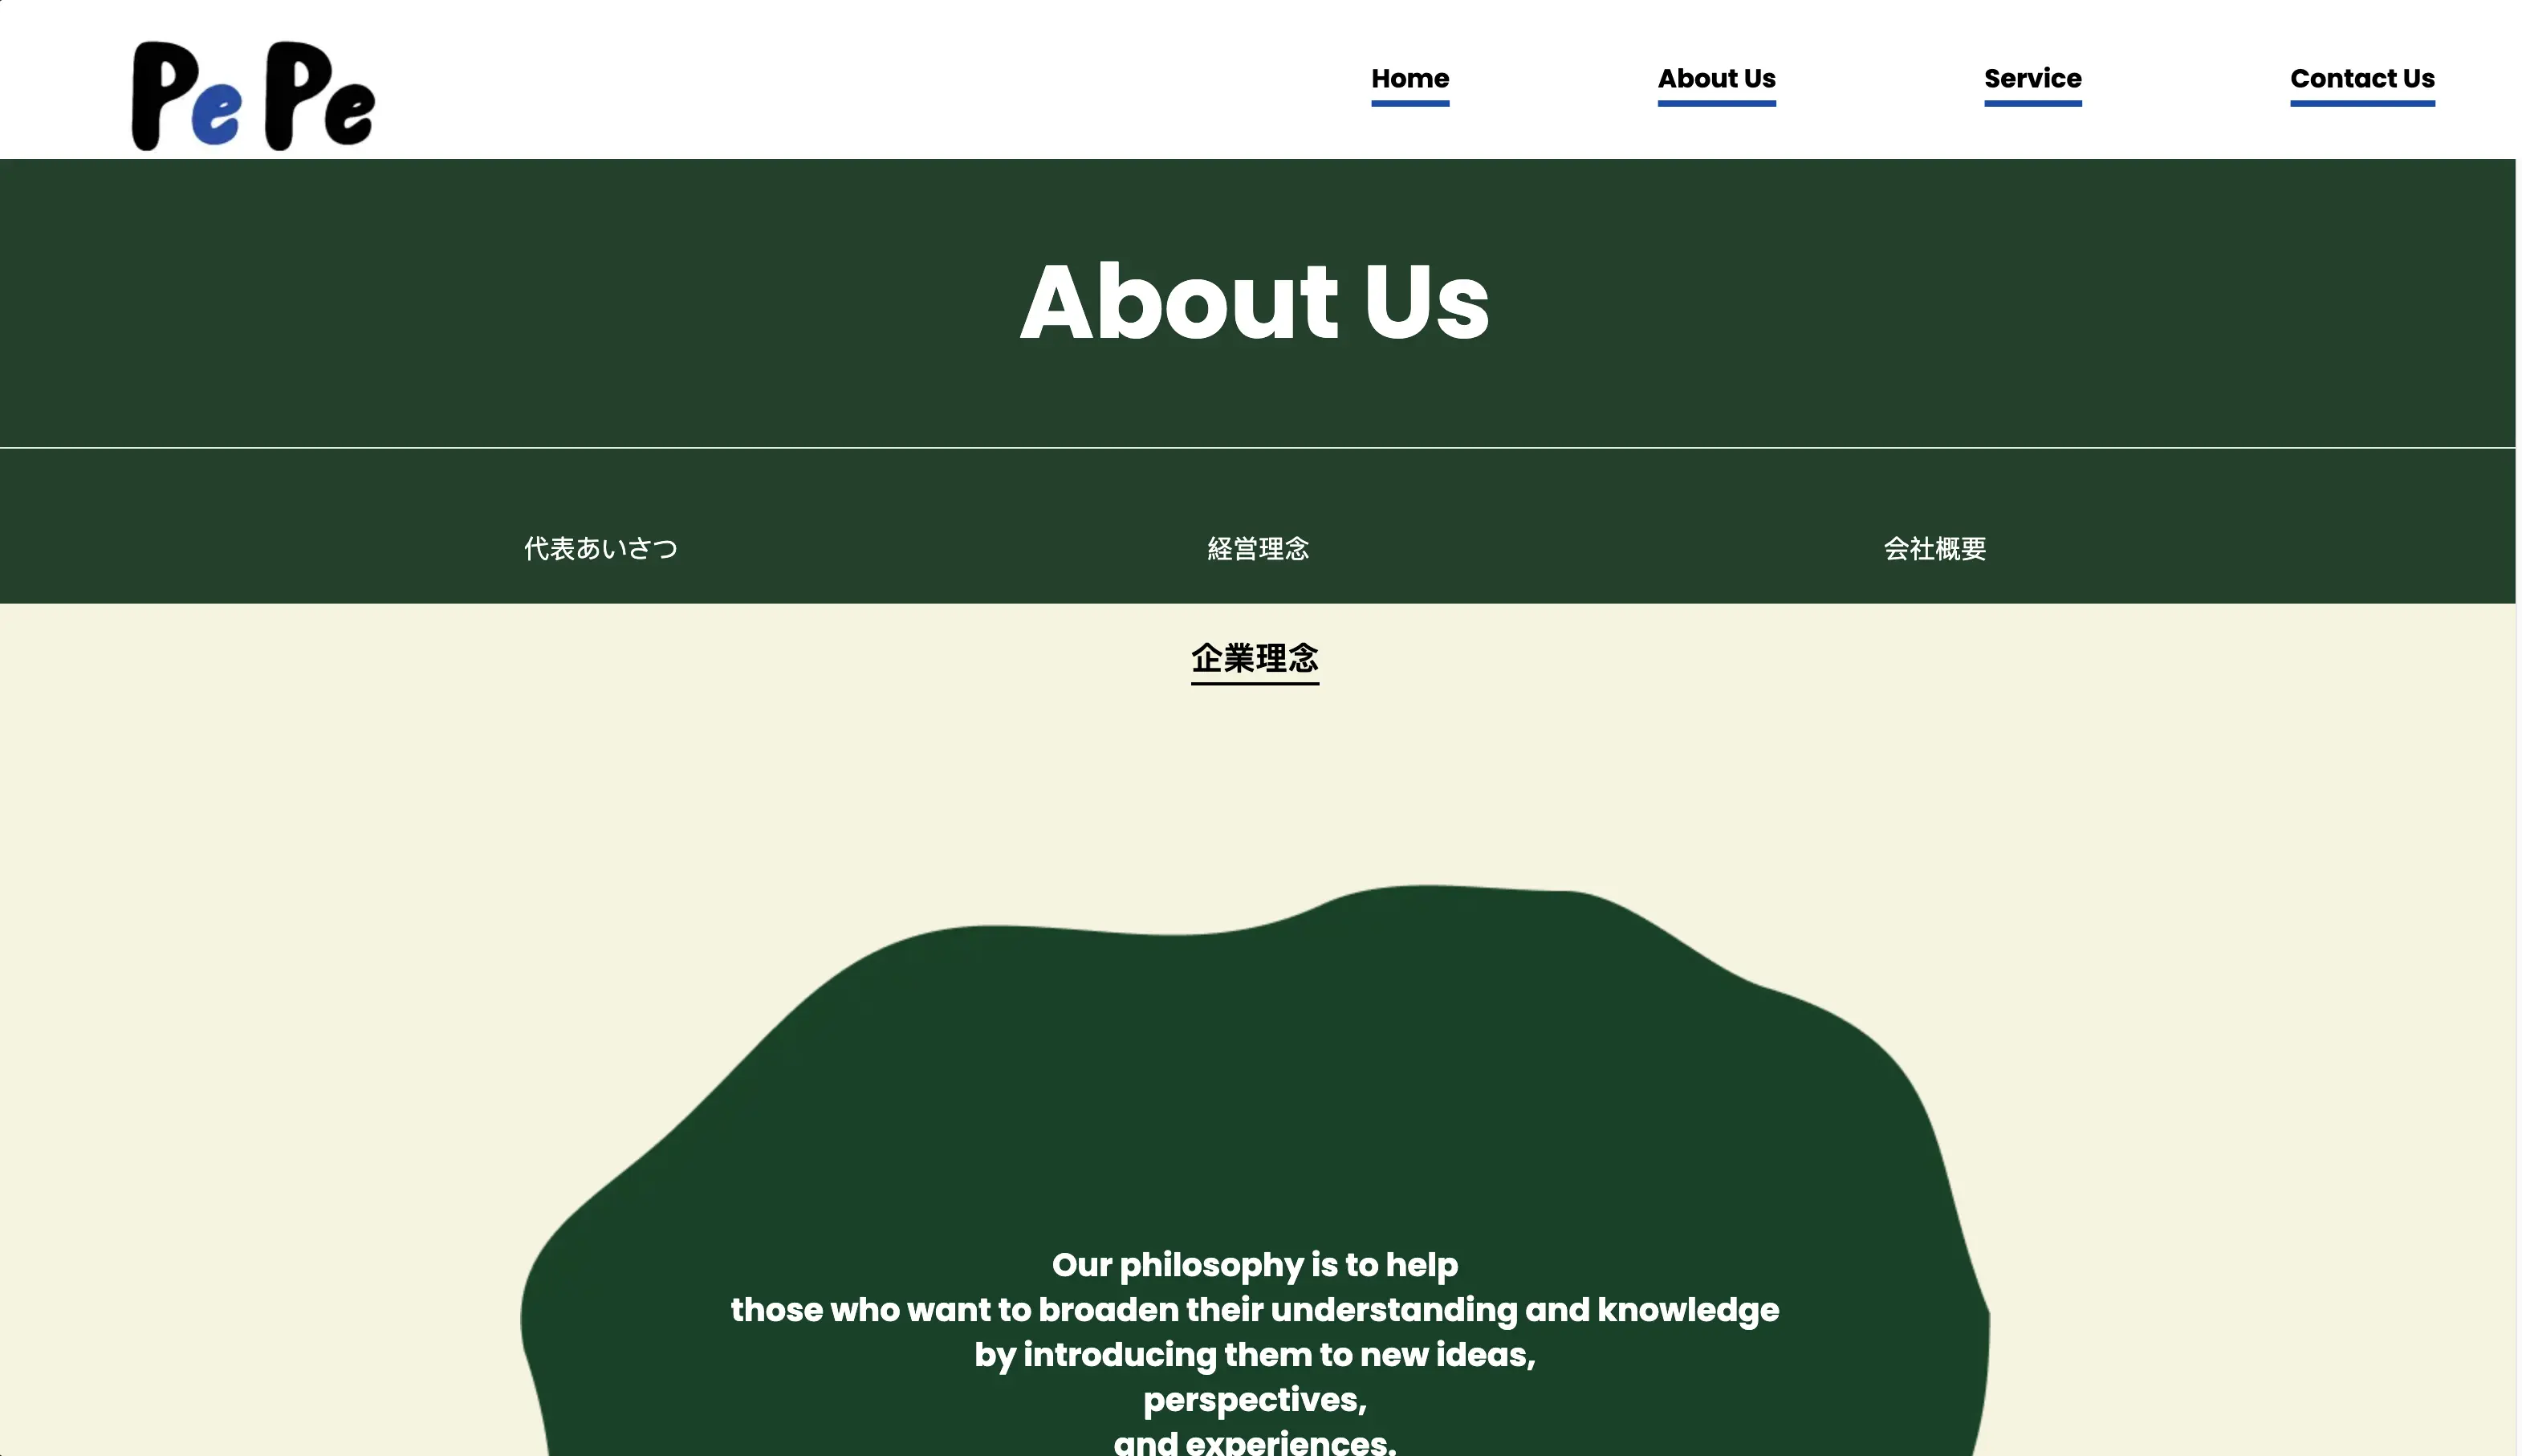 PePe
Home
About Us
Service
Contact Us
About Us
代表あいさつ
経営理念
会社概要
企業理念
Our philosophy is to help
those who want to broaden their understanding and knowledge
by introducing them to new ideas,
perspectives,
and experiences.